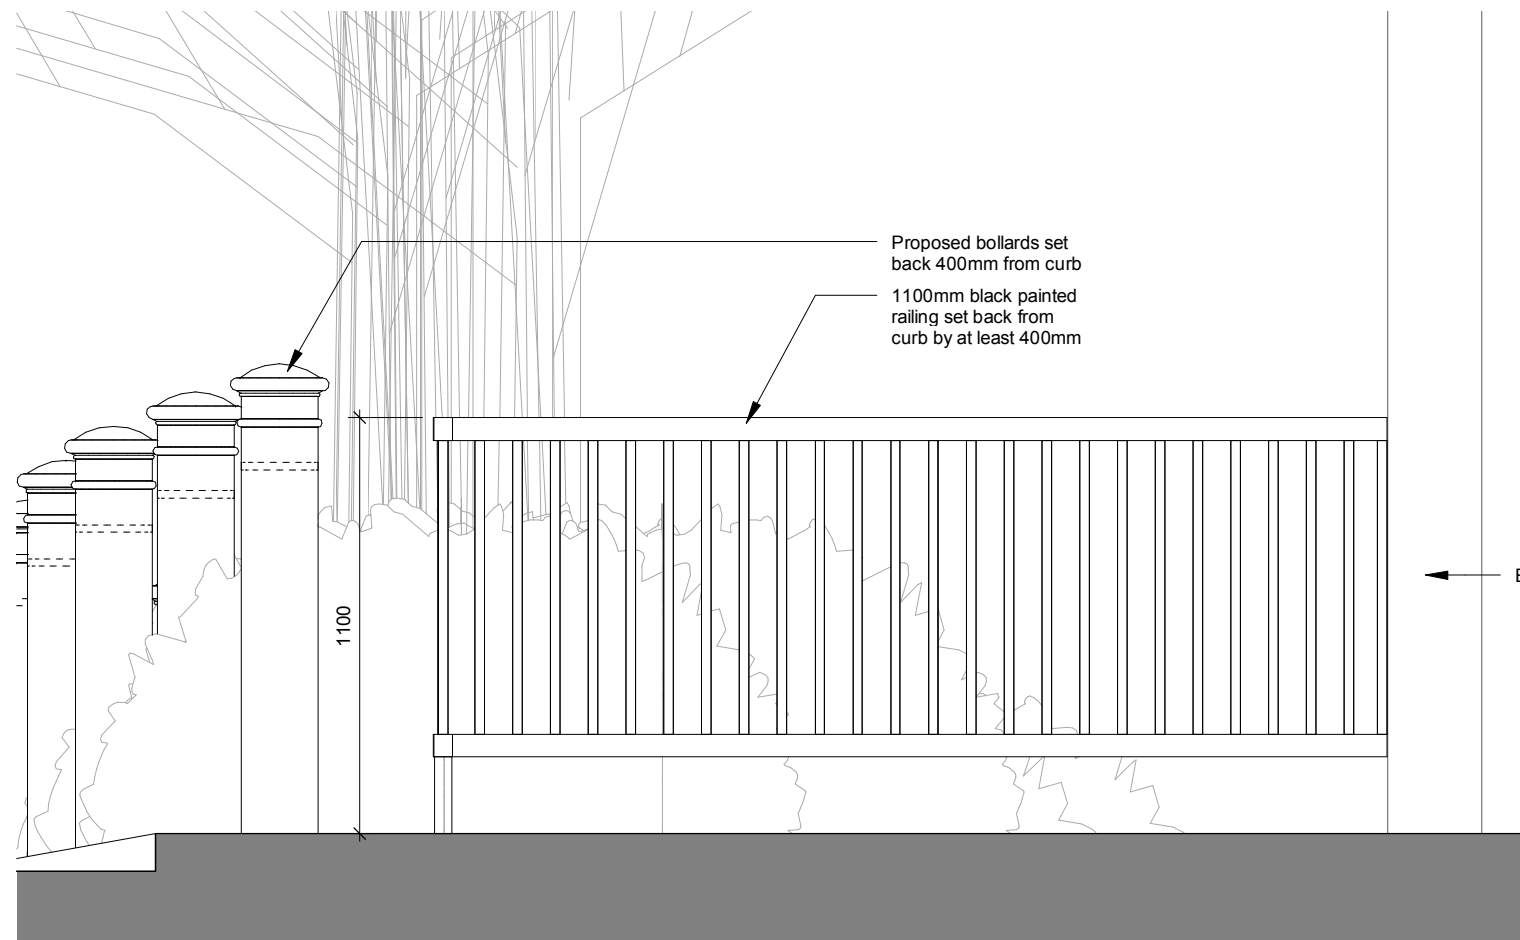 Proposed bollards set
back 400mm from curb
1100mm black painted
railing set back from
curb by at least 400mm
1100